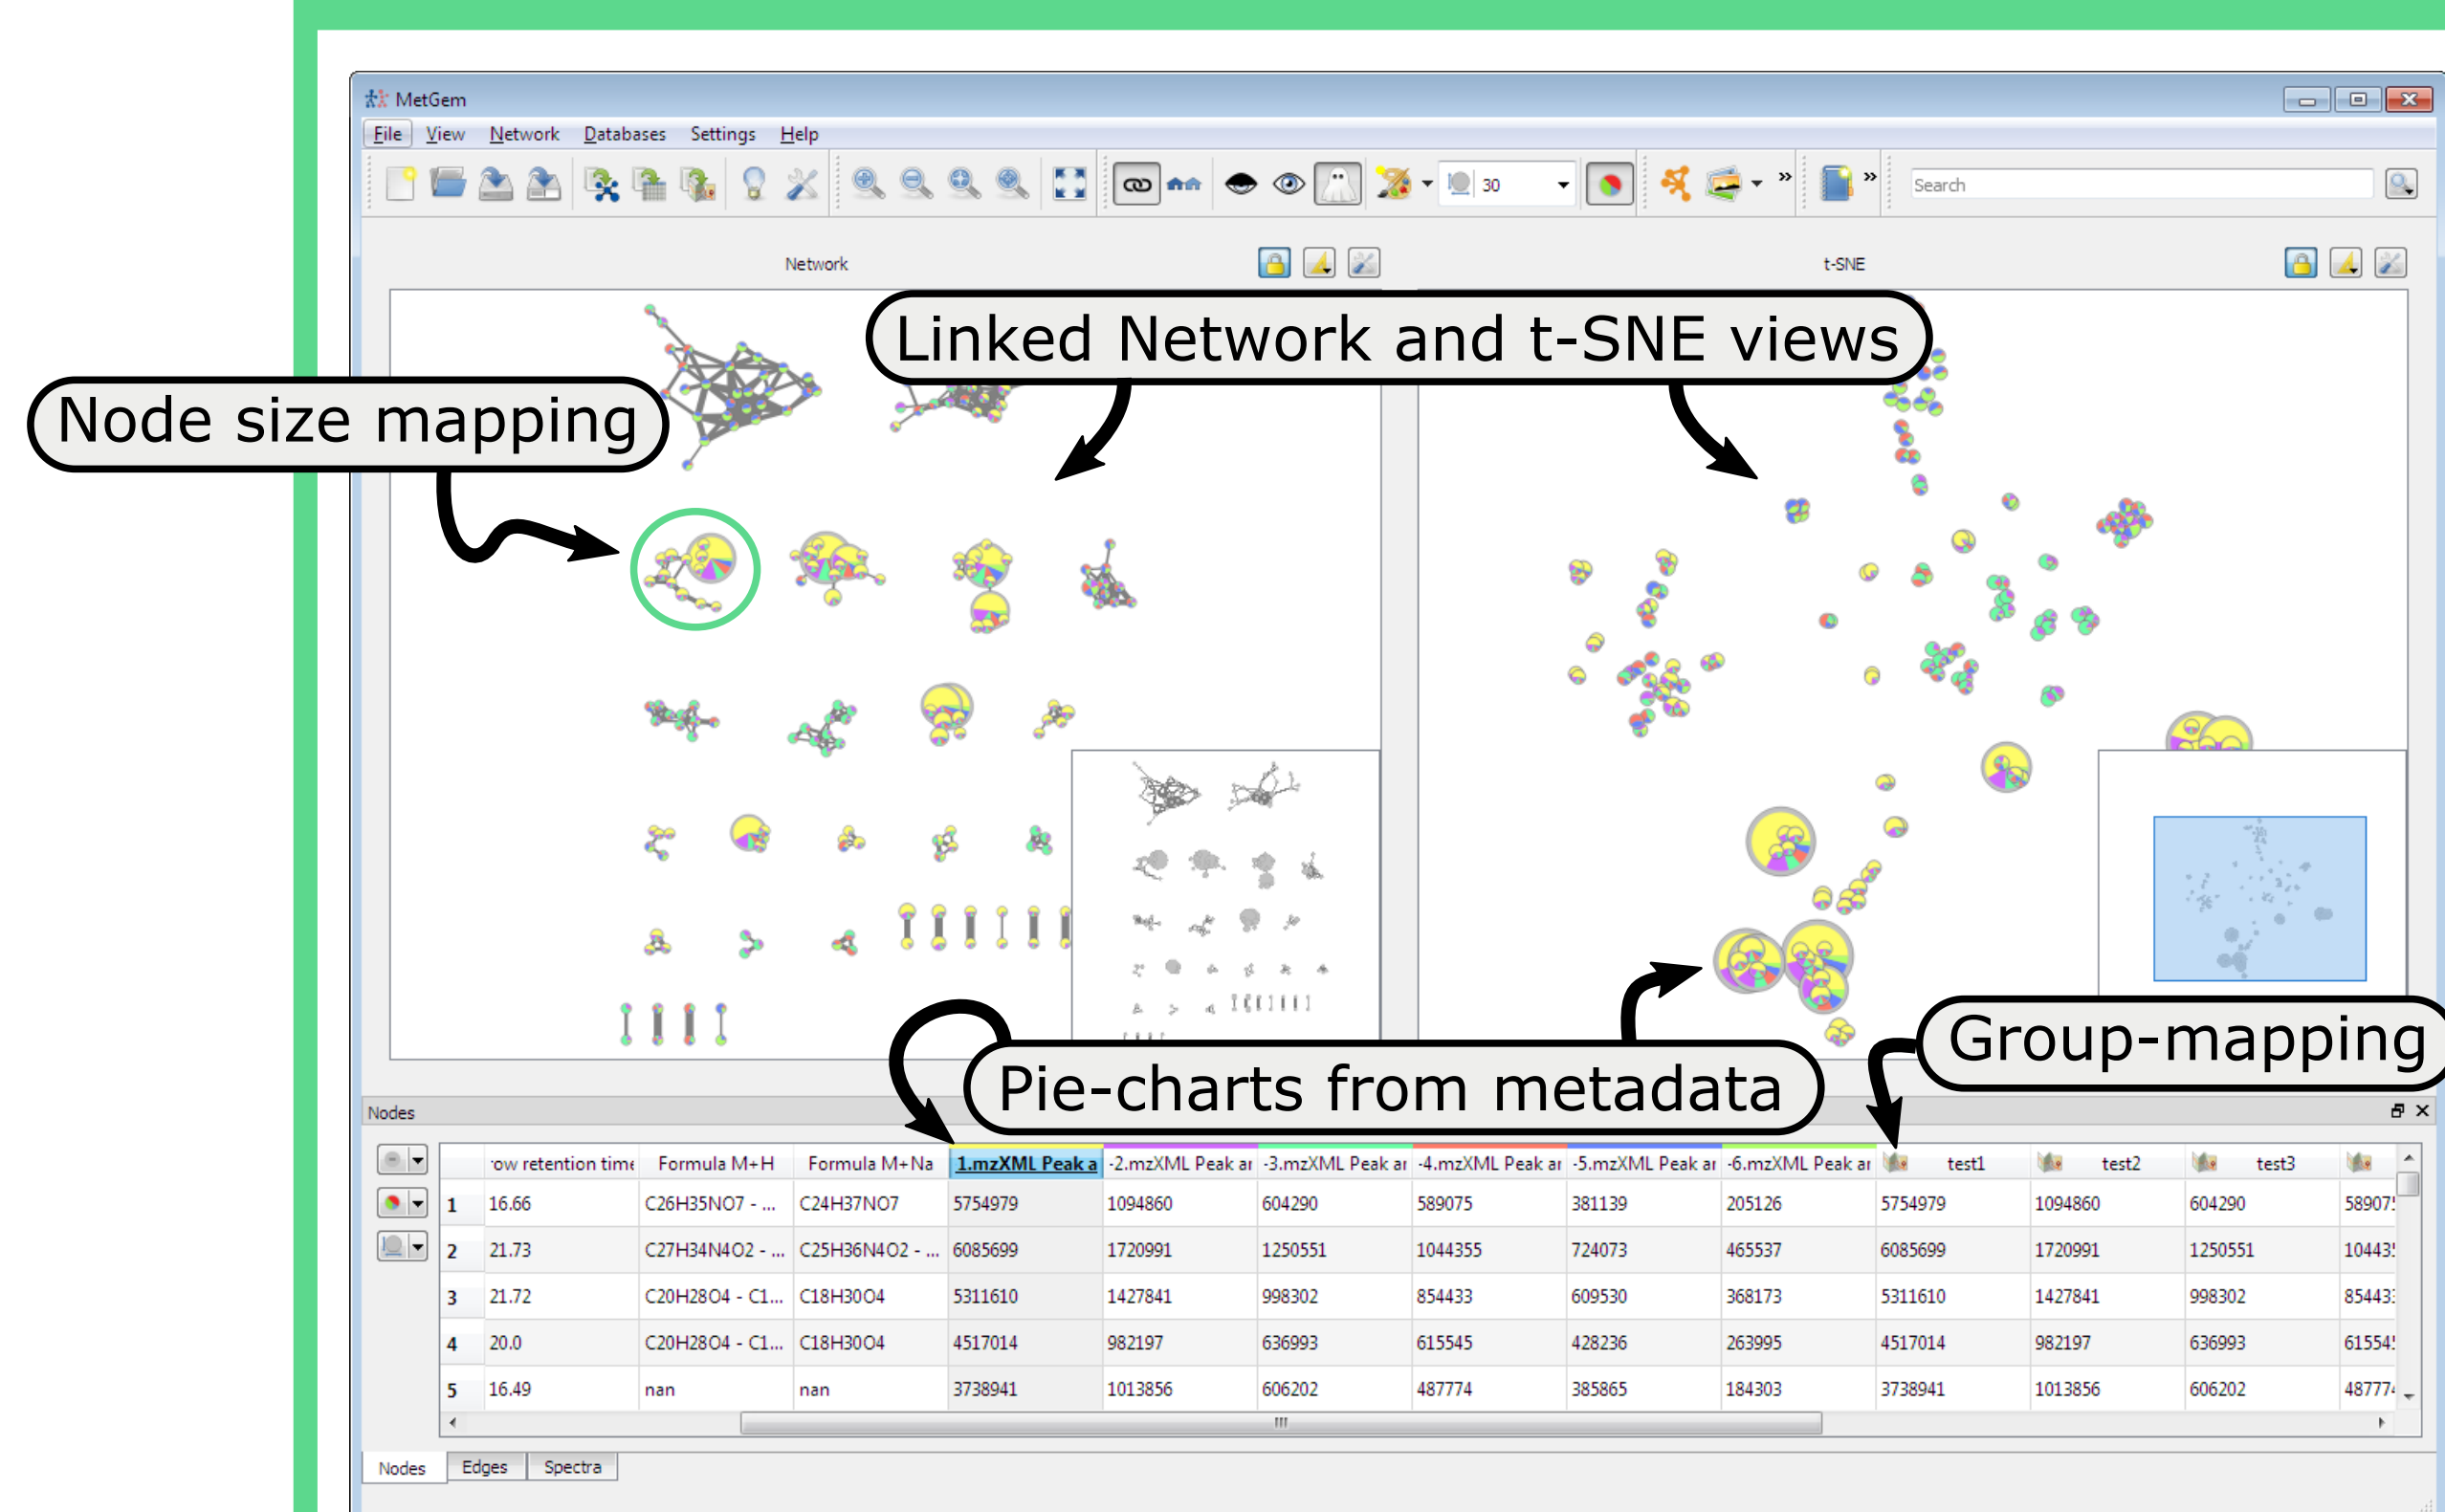 MetGem
File View Network Databases Settings Help
30
» »
Search
Network
t-SNE
Linked Network and t-SNE views
Node size mapping
Group-mapping
Pie-charts from metadata
Nodes
row retention time Formula M+H Formula M+Na 1.mzXML Peak a -2.mzXML Peak ar -3.mzXML Peak ar -4.mzXML Peak ar -5.mzXML Peak ar -6.mzXML Peak ar test1 test2 test3
1 16.66 C26H35NO7 - ... C24H37NO7 5754979 1094860 604290 589075 381139 205126 5754979 1094860 604290 58907
2 21.73 C27H34N4O2 - ... C25H36N4O2 - ... 6085699 1720991 1250551 1044355 724073 465537 6085699 1720991 1250551 10443
3 21.72 C20H28O4 - C1... C18H30O4 5311610 1427841 998302 854433 609530 368173 5311610 1427841 998302 85443
4 20.0 C20H28O4 - C1... C18H30O4 4517014 982197 636993 615545 428236 263995 4517014 982197 636993 61554
5 16.49 nan nan 3738941 1013856 606202 487774 385865 184303 3738941 1013856 606202 48777
Nodes Edges Spectra